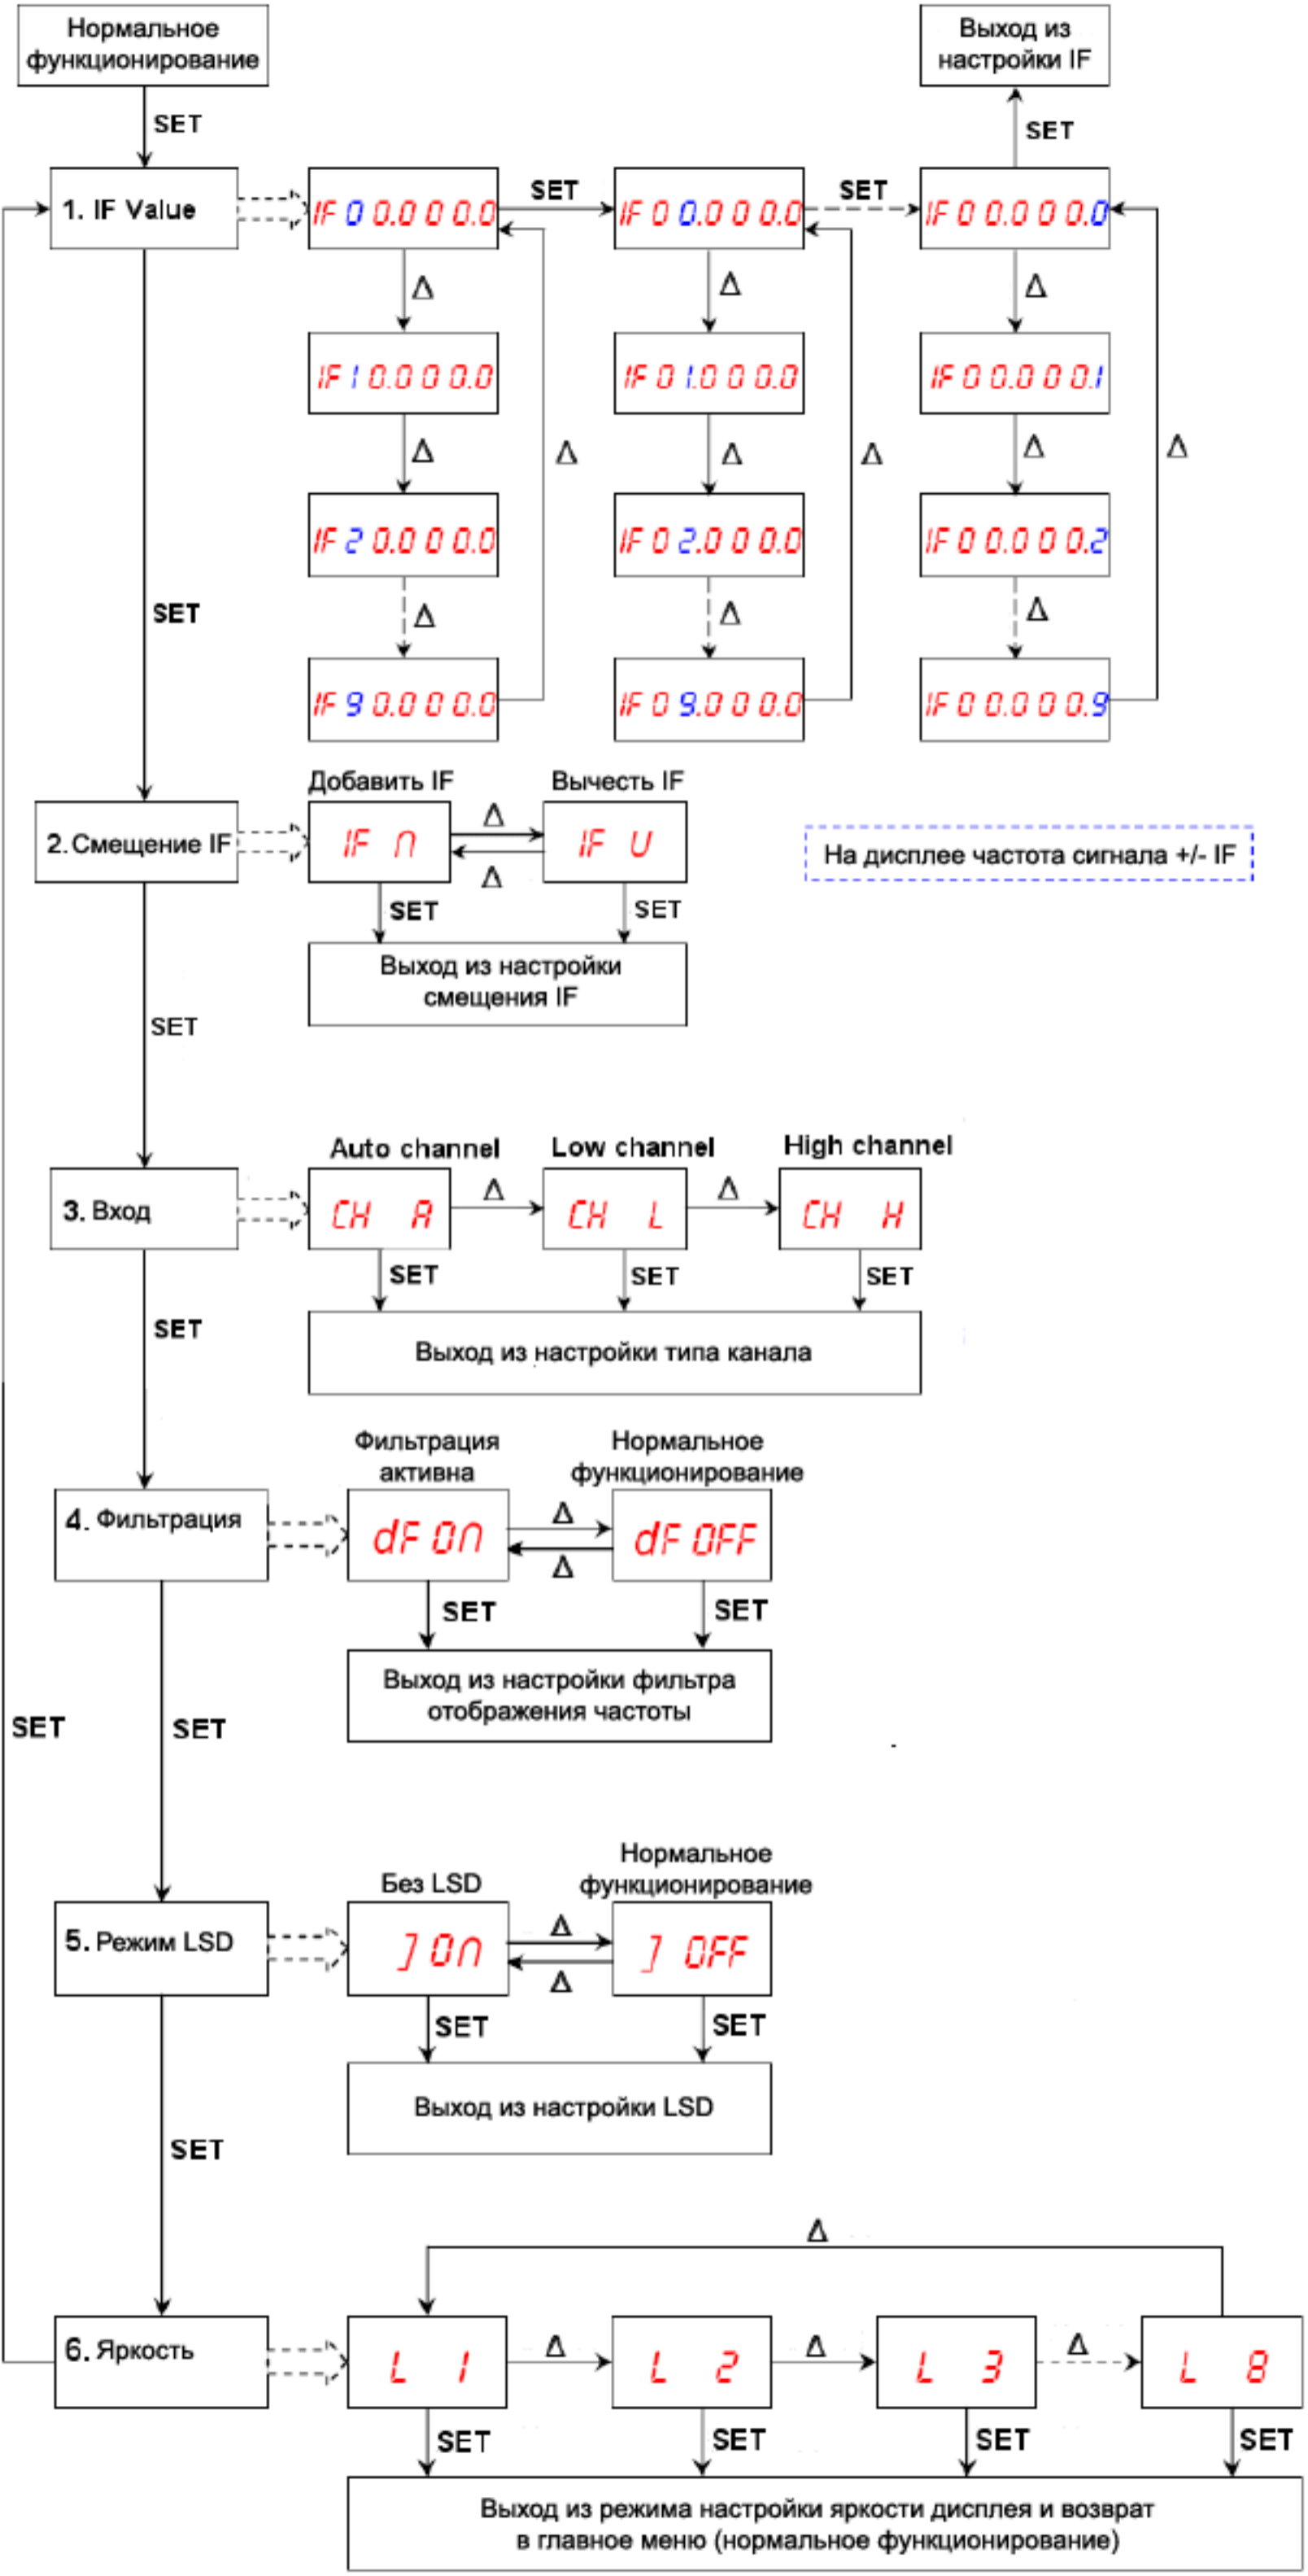 Нормальное
функционирование
Выход из
настройки IF
SET
SET
1. IF Value
IF 0 0.0 0 0.0
SET
IF 0 0.0 0 0.0
SET
IF 0 0.0 0 0.0
Δ
Δ
Δ
IF 1 0.0 0 0.0
IF 0 1.0 0 0.0
IF 0 0.0 0 0.1
Δ
Δ
Δ
Δ
Δ
Δ
IF 2 0.0 0 0.0
IF 0 2.0 0 0.0
IF 0 0.0 0 0.2
SET
Δ
Δ
Δ
IF 9 0.0 0 0.0
IF 0 9.0 0 0.0
IF 0 0.0 0 0.9
Добавить IF
Вычесть IF
2. Смещение IF
IF П
Δ
Δ
IF U
На дисплее частота сигнала +/- IF
SET
SET
Выход из настройки
смещения IF
SET
Auto channel
Low channel
High channel
3. Вход
CH A
Δ
CH L
Δ
CH H
SET
SET
SET
SET
Выход из настройки типа канала
Фильтрация
активна
Нормальное
функционирование
4. Фильтрация
dF 0П
Δ
Δ
dF 0FF
SET
SET
Выход из настройки фильтра
отображения частоты
SET
SET
Без LSD
Нормальное
функционирование
5. Режим LSD
] 0П
Δ
Δ
] 0FF
SET
SET
Выход из настройки LSD
SET
Δ
6. Яркость
L 1
Δ
L 2
Δ
L 3
Δ
L 8
SET
SET
SET
SET
Выход из режима настройки яркости дисплея и возврат
в главное меню (нормальное функционирование)